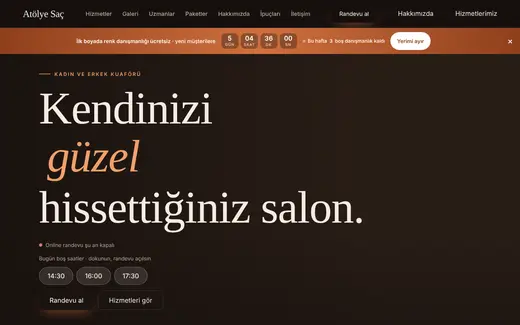 Atölye Saç
Hizmetler Galeri Uzmanlar Paketler Hakkımızda İpuçları İletişim
Randevu al Hakkımızda Hizmetlerimiz
İlk boyada renk danışmanlığı ücretsiz · yeni müşterilere
5 GÜN 04 SAAT 36 DK 00 SN
Bu hafta 3 boş danışmanlık kaldı
Yerimi ayır
×
KADIN VE ERKEK KUAFÖRÜ
Kendinizi
güzel
hissettiğiniz salon.
Online randevu şu an kapalı
Bugün boş saatler · dokunun, randevu açılsın
14:30 16:00 17:30
Randevu al Hizmetleri gör